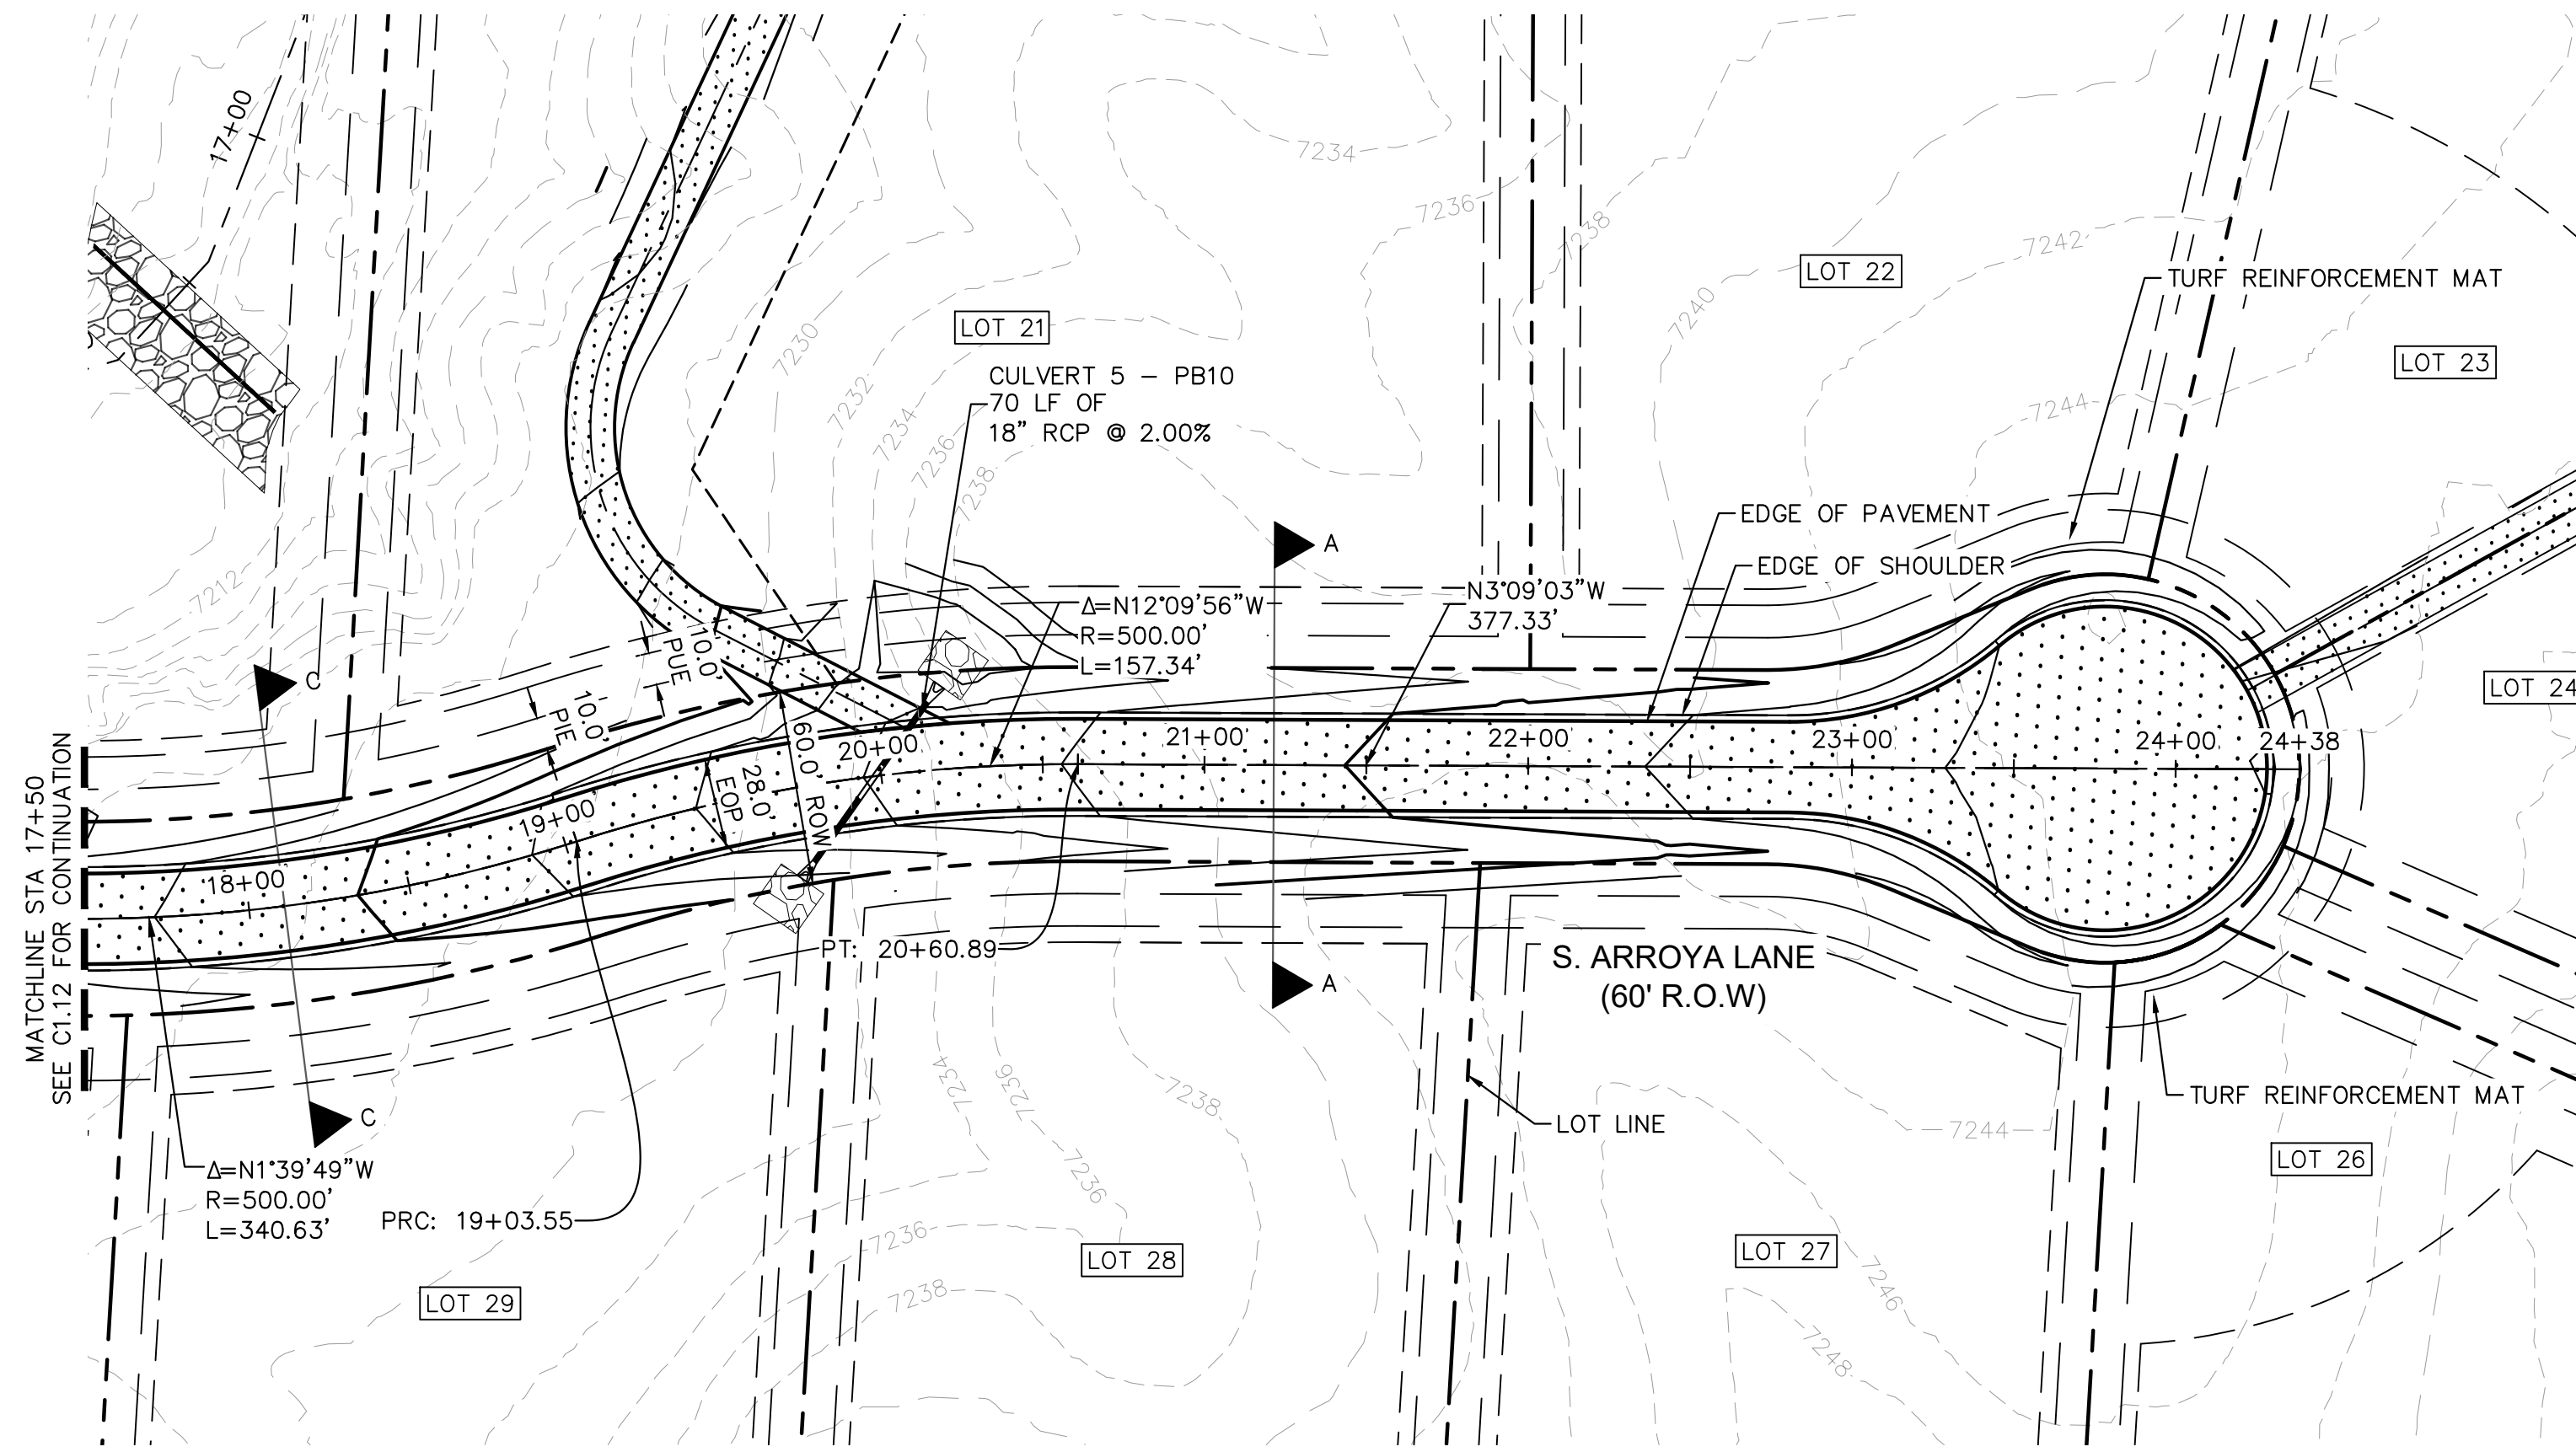 17+00
7234
7236
7238
7242
LOT 22
TURF REINFORCEMENT MAT
7240
LOT 21
7230
LOT 23
CULVERT 5 – PB10
70 LF OF
18” RCP @ 2.00%
7232
7234
7236
7238
7244
EDGE OF PAVEMENT
EDGE OF SHOULDER
A
7212
N3°09’03”W
377.33’
Δ=N12°09’56”W
R=500.00’
L=157.34’
10.0’
PUE
C
LOT 24
10.0’
PIE
60.0’ ROW
28.0’
EOP
18+00
19+00
20+00
21+00
22+00
23+00
24+00
24+38
MATCHLINE STA 17+50
SEE C1.12 FOR CONTINUATION
PT: 20+60.89
S. ARROYA LANE
(60' R.O.W)
A
C
7234
7236
7238
LOT LINE
7244
TURF REINFORCEMENT MAT
LOT 26
Δ=N1°39’49”W
R=500.00’
L=340.63’
PRC: 19+03.55
7236
7236
7238
LOT 28
LOT 27
7246
LOT 29
7248